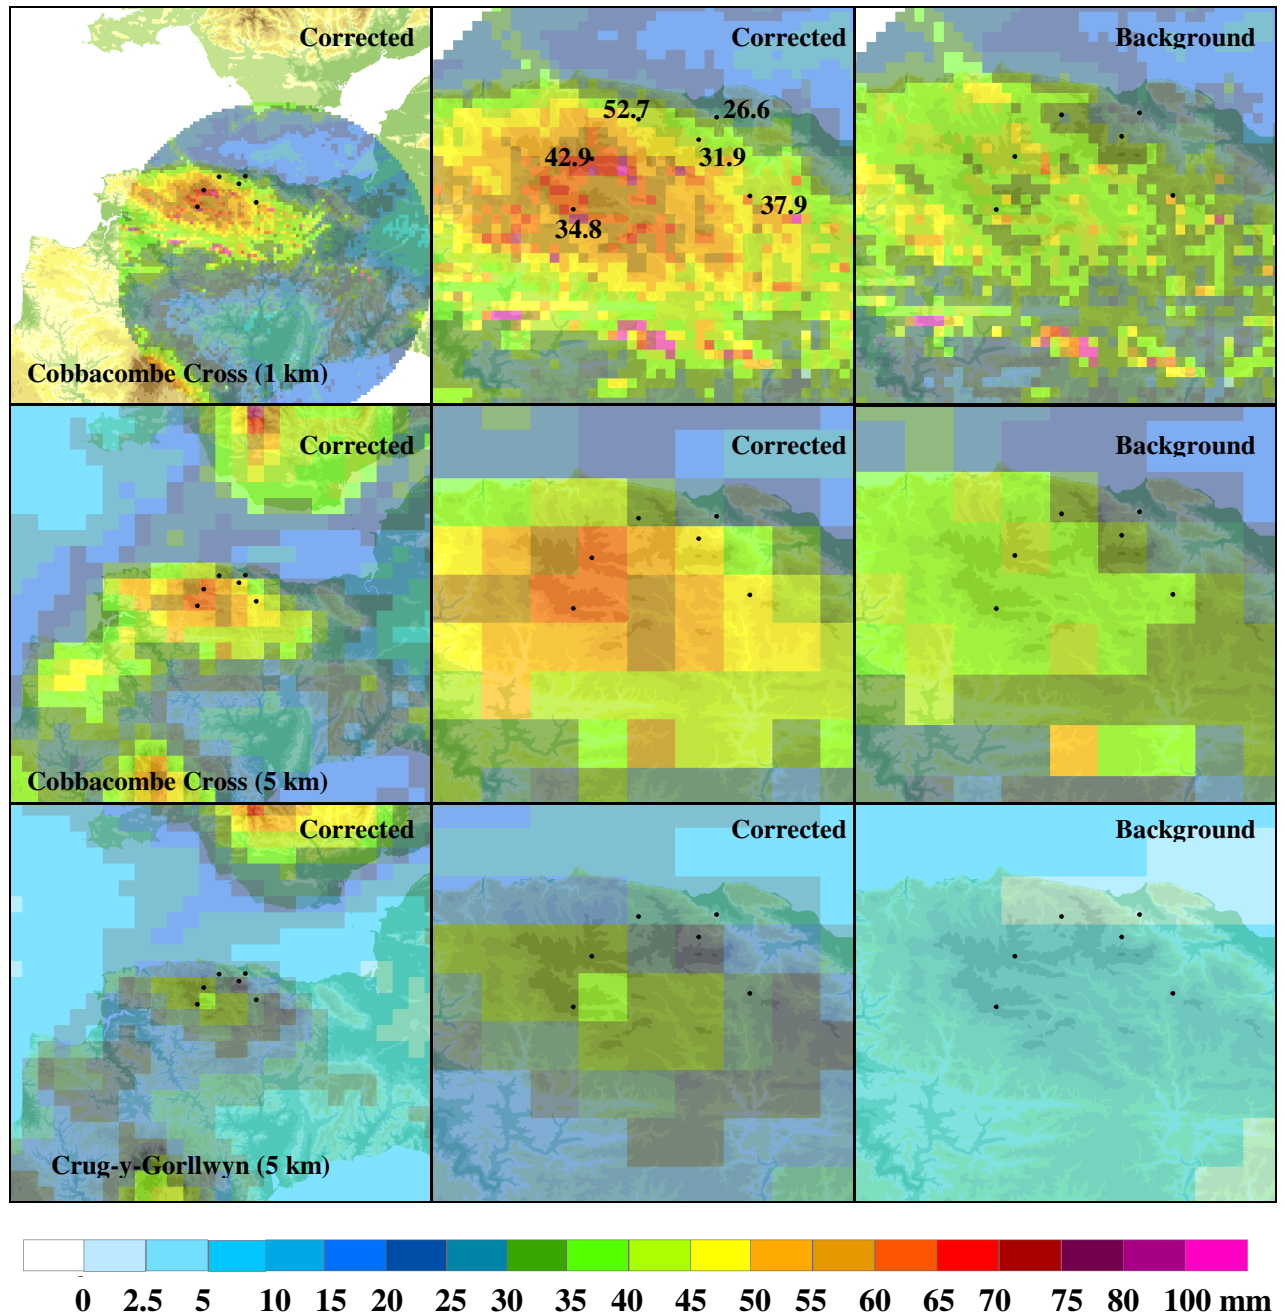 Corrected
Corrected
Background
52.7
26.6
42.9
31.9
37.9
34.8
Cobbacombe Cross (1 km)
Corrected
Corrected
Background
Cobbacombe Cross (5 km)
Corrected
Corrected
Background
Crug-y-Gorllwyn (5 km)
0 2.5 5 10 15 20 25 30 35 40 45 50 55 60 65 70 75 80 100 mm